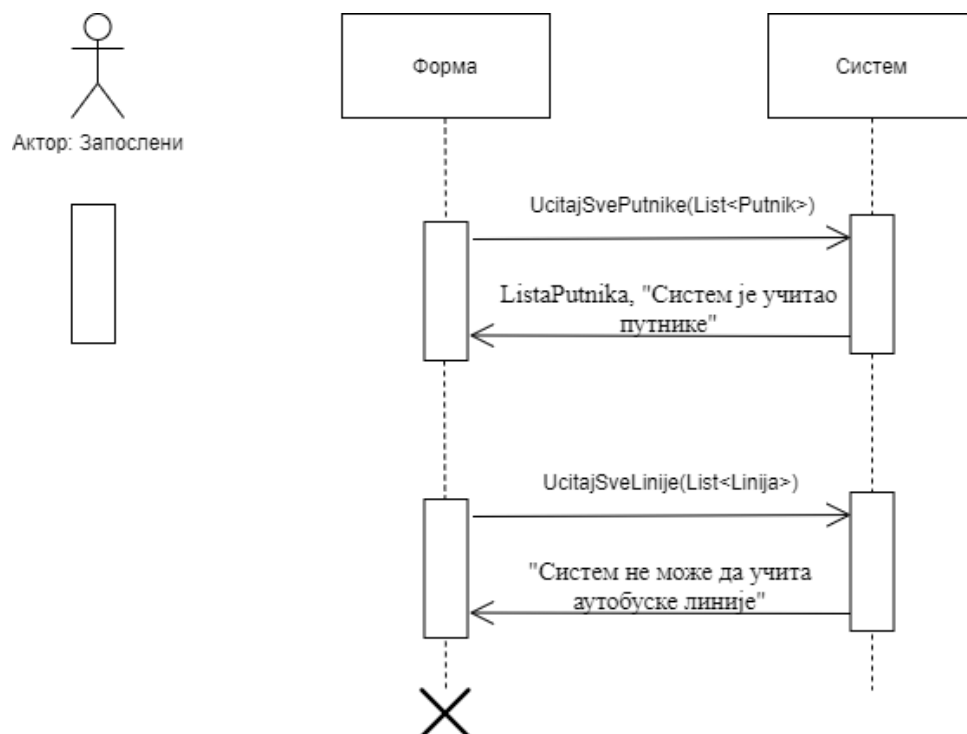 Форма
Систем
Актор: Запослени
UcitajSvePutnike(List<Putnik>)
ListaPutnika, "Систем је учитао
путнике"
UcitajSveLinije(List<Linija>)
"Систем не може да учита
аутобуске линије"